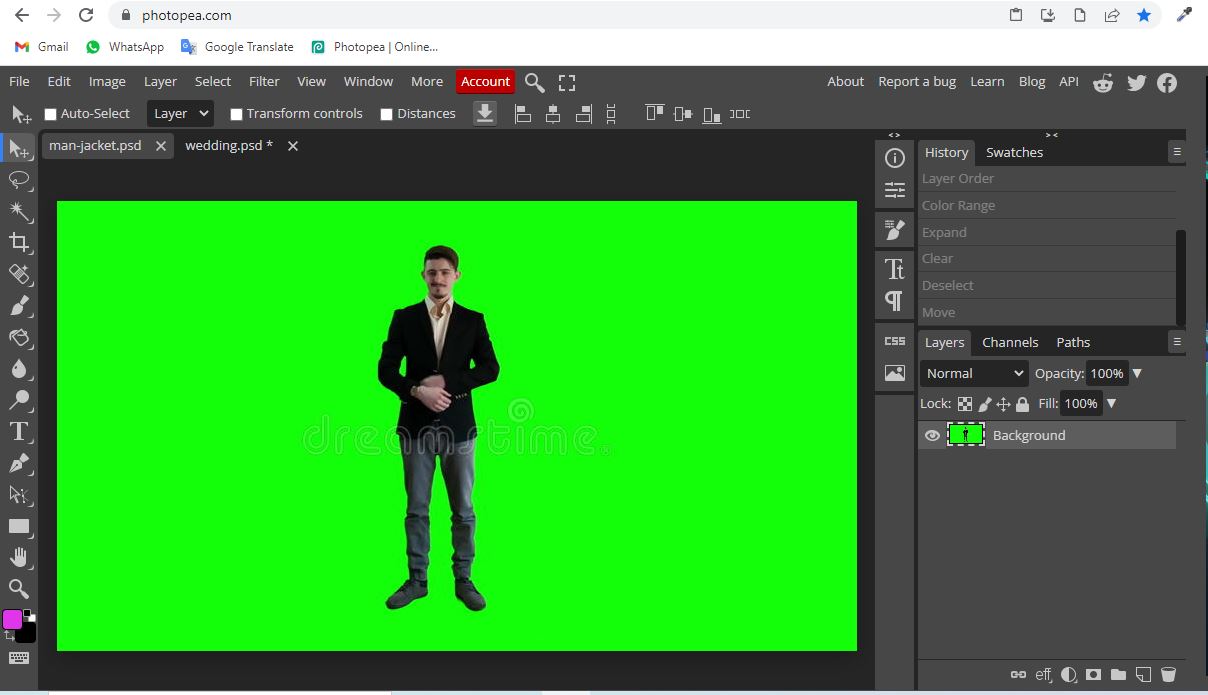 photopea.com
Gmail WhatsApp Google Translate Photopea | Online...
File Edit Image Layer Select Filter View Window More Account About Report a bug Learn Blog API
Auto-Select Layer Transform controls Distances
man-jacket.psd wedding.psd *
History Swatches
Layer Order
Color Range
Expand
Clear
Deselect
Move
Layers Channels Paths
Normal Opacity: 100%
Lock: Fill: 100%
Background
CSS
eff
dreamstime.